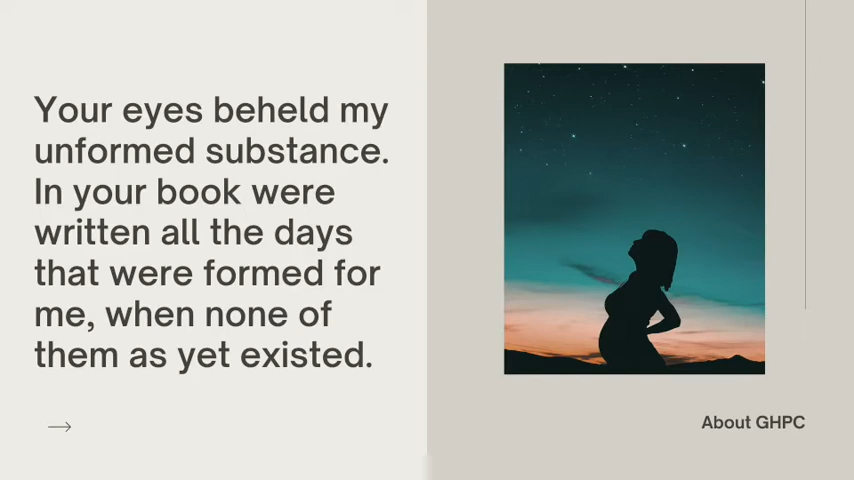 Your eyes beheld my
unformed substance.
In your book were
written all the days
that were formed for
me, when none of
them as yet existed.
About GHPC